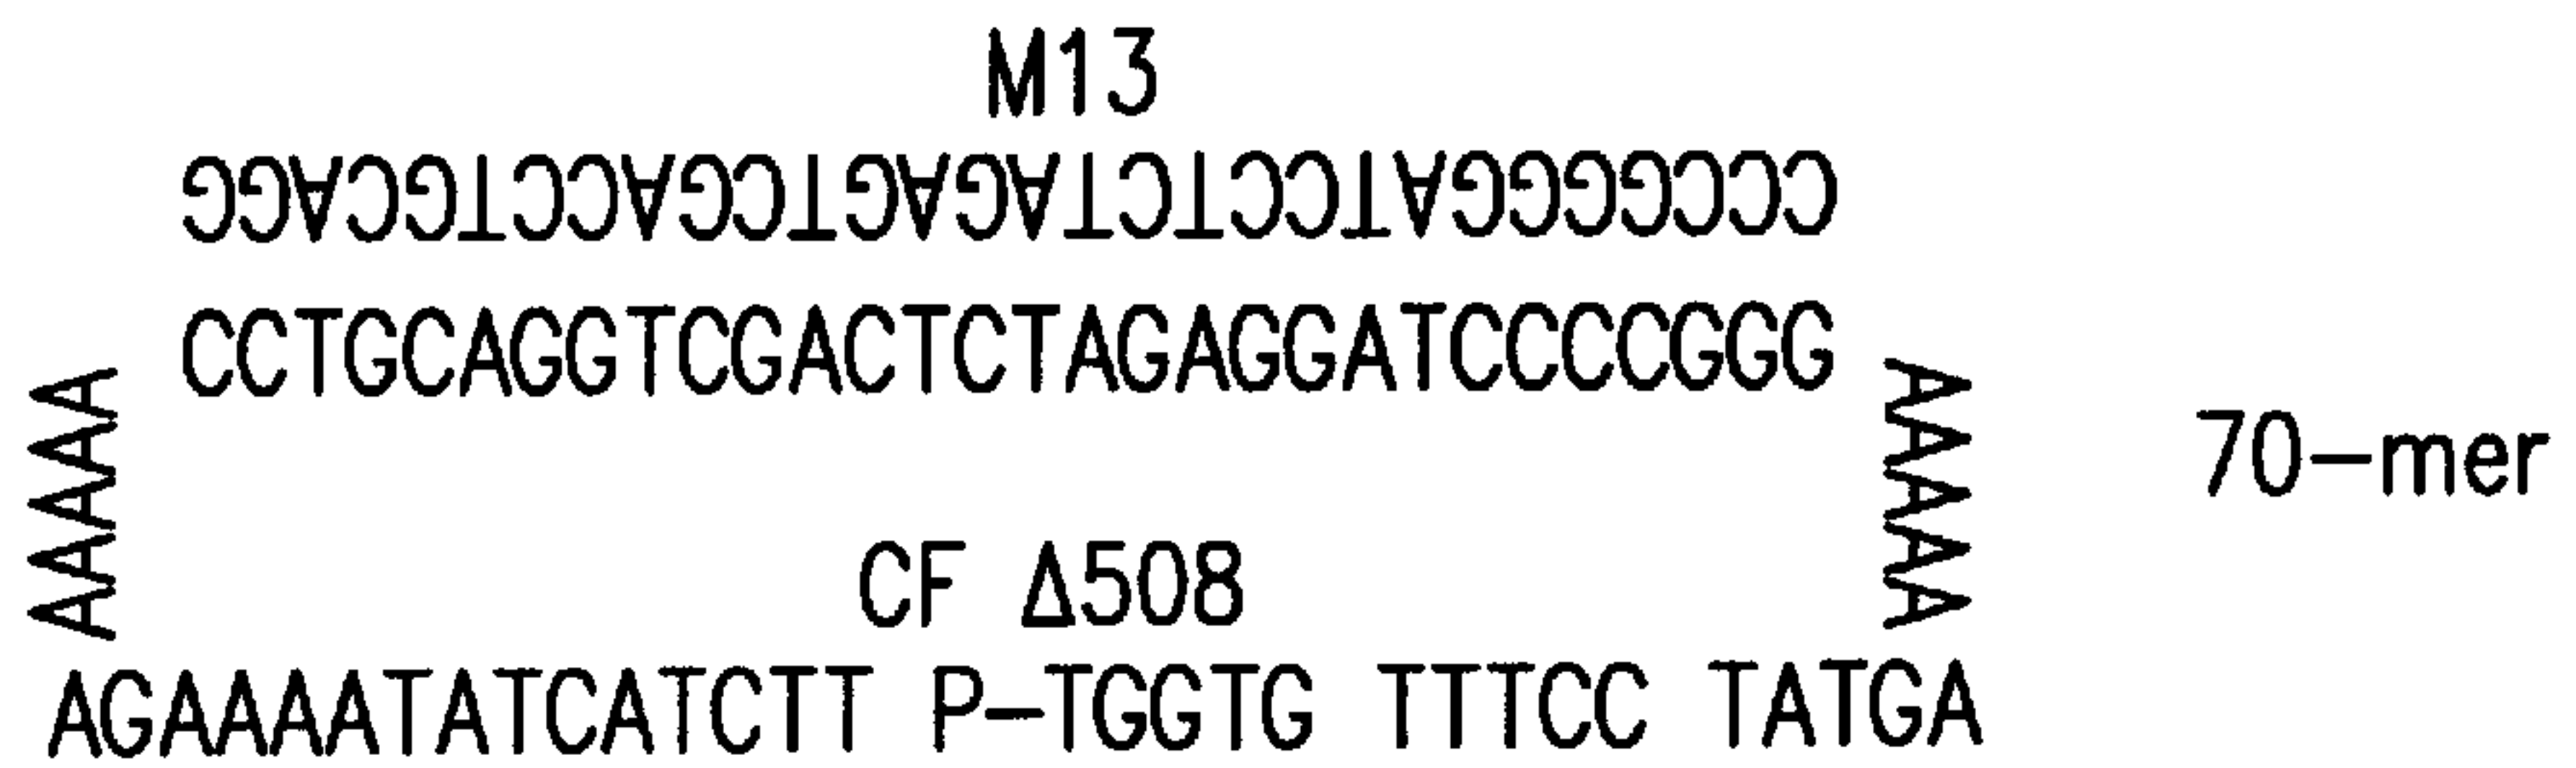 M13
CCCGGGGATCCTCTAGAGTCGACCTGCAGG
CCTGCAGGTCGACTCTAGAGGATCCCCGGG
AAAAA
AAAAA
70-mer
CF Δ508
AGAAAATATCATCTT P-TGGTG TTTCC TATGA